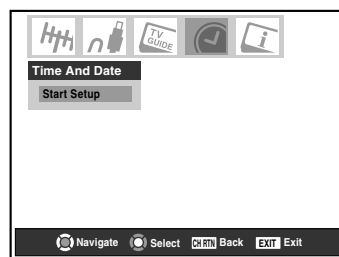 TV GUIDE
i
Time And Date
Start Setup
Navigate Select CH RTN Back EXIT Exit